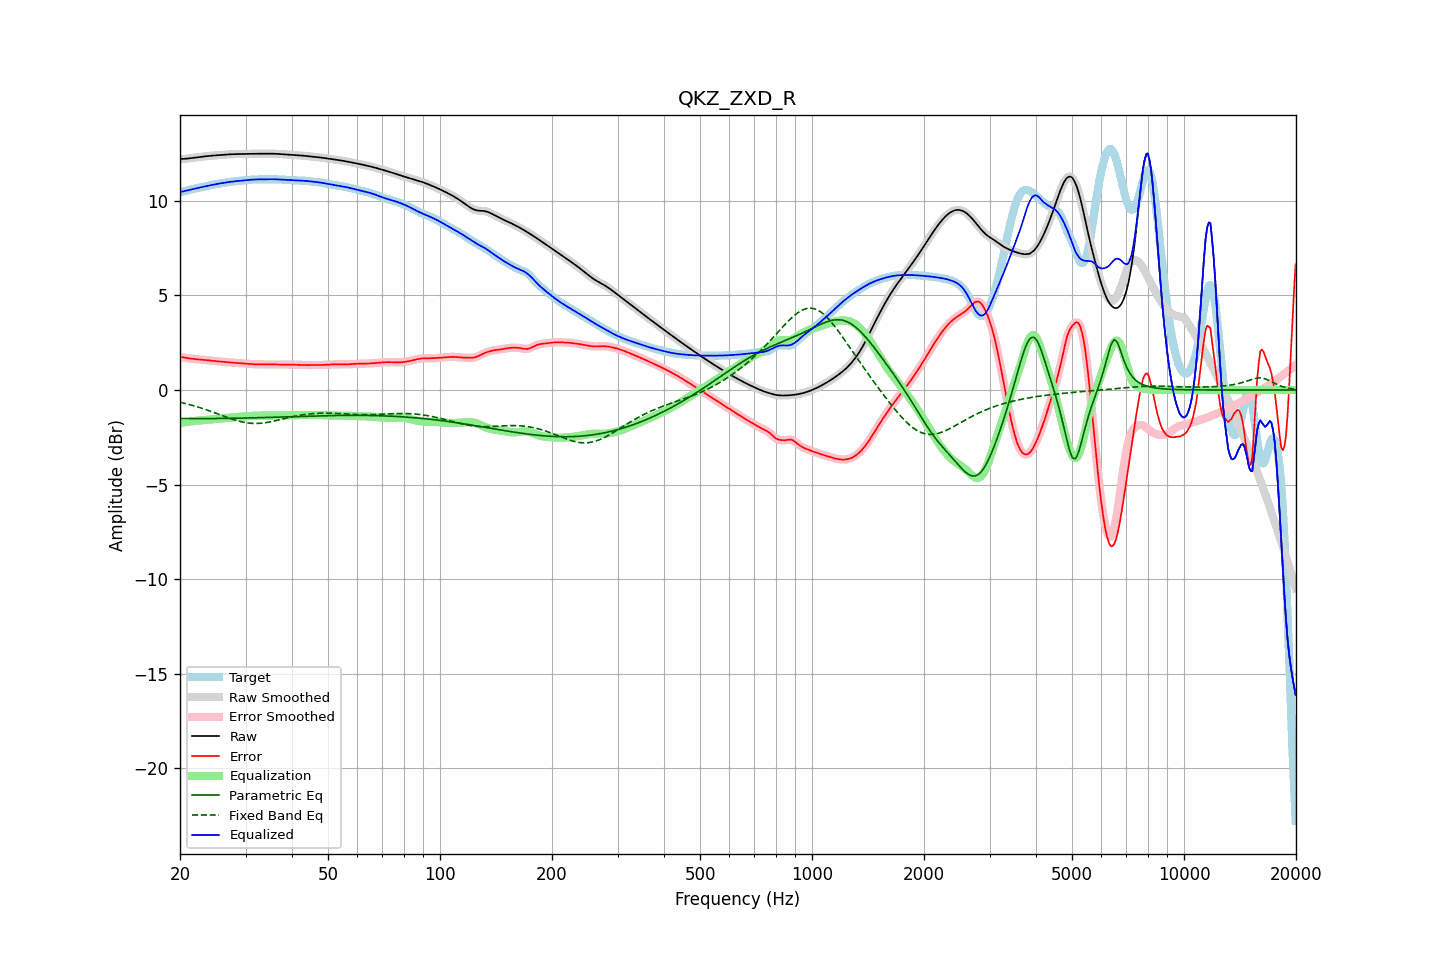 QKZ_ZXD_R
Amplitude (dBr)
10
5
0
−5
−10
−15
−20
Target
Raw Smoothed
Error Smoothed
Raw
Error
Equalization
Parametric Eq
Fixed Band Eq
Equalized
20 50 100 200 500 1000 2000 5000 10000 20000
Frequency (Hz)